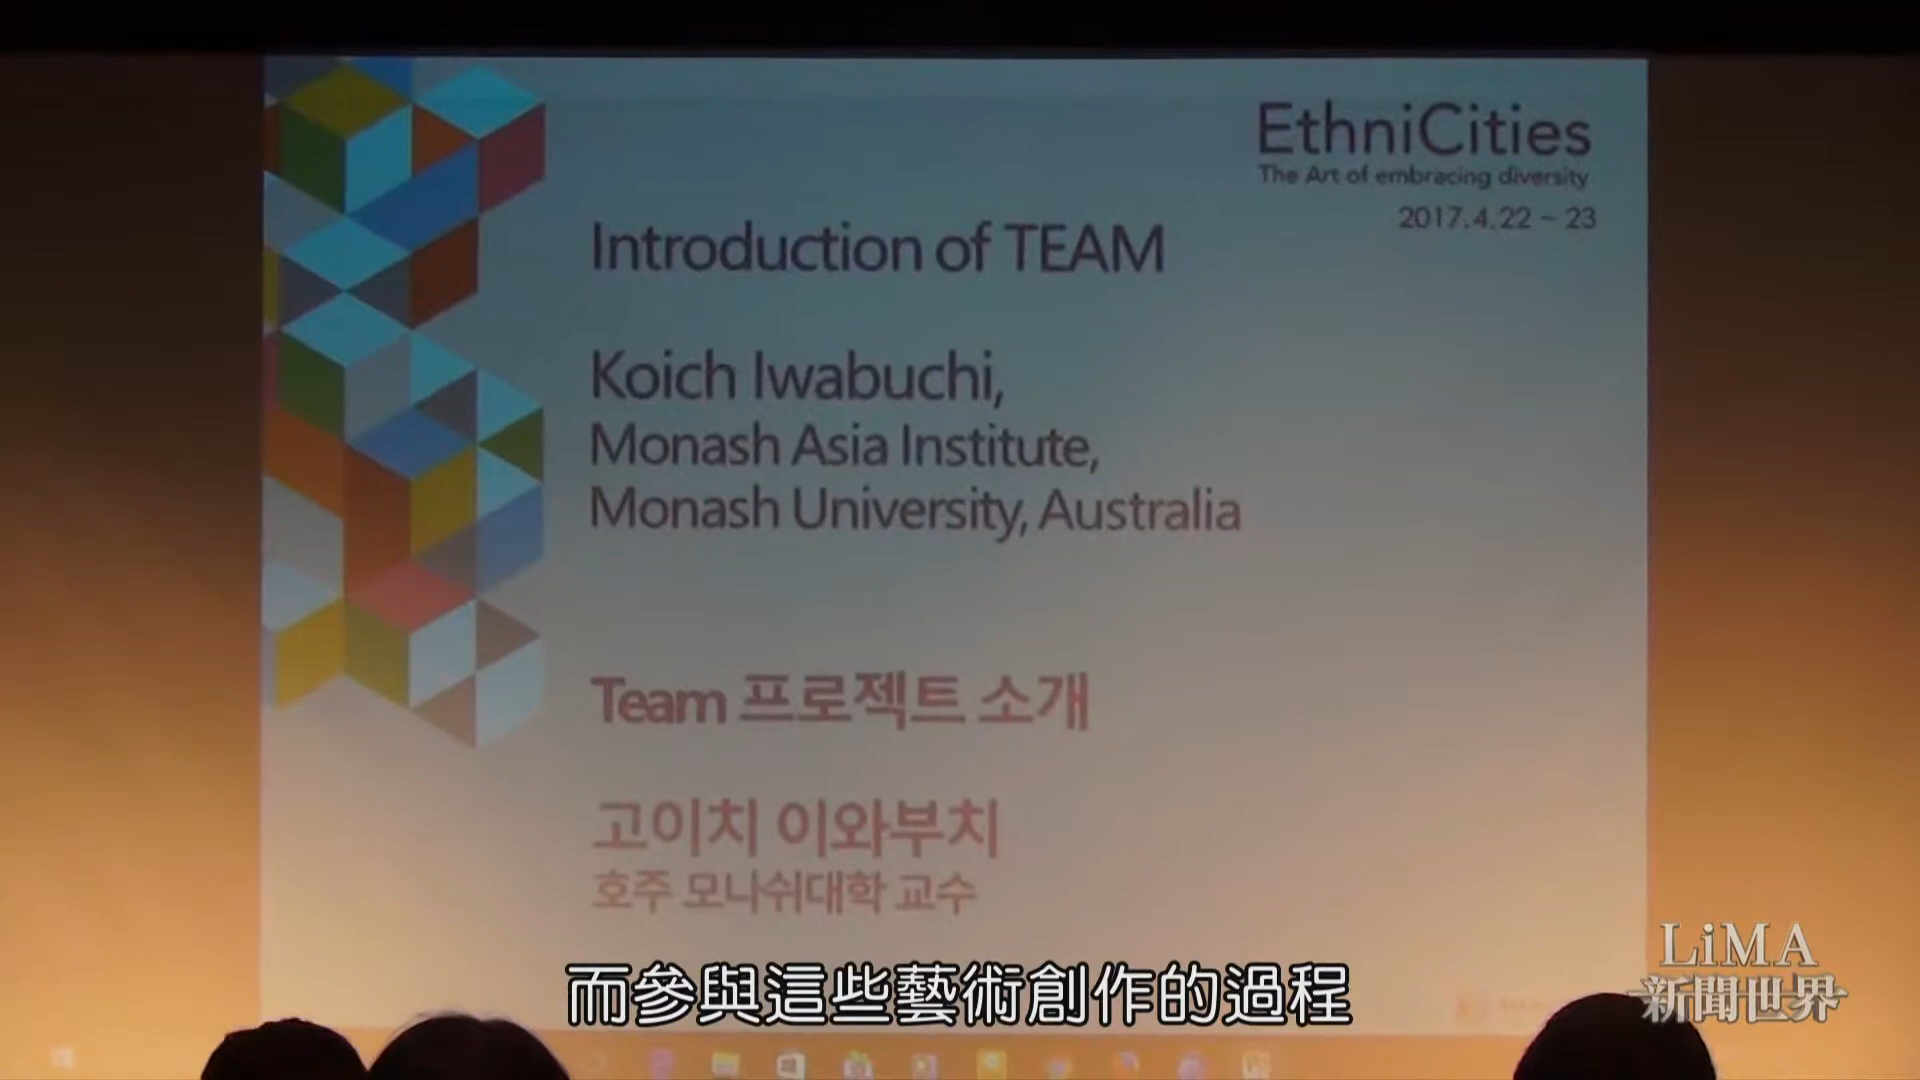 EthniCities
The Art of embracing diversity
2017.4.22 ~ 23
Introduction of TEAM
Koich Iwabuchi,
Monash Asia Institute,
Monash University, Australia
Team 프로젝트 소개
고이치 이와부치
호주 모나쉬대학 교수
而參與這些藝術創作的過程
LiMA
新聞世界